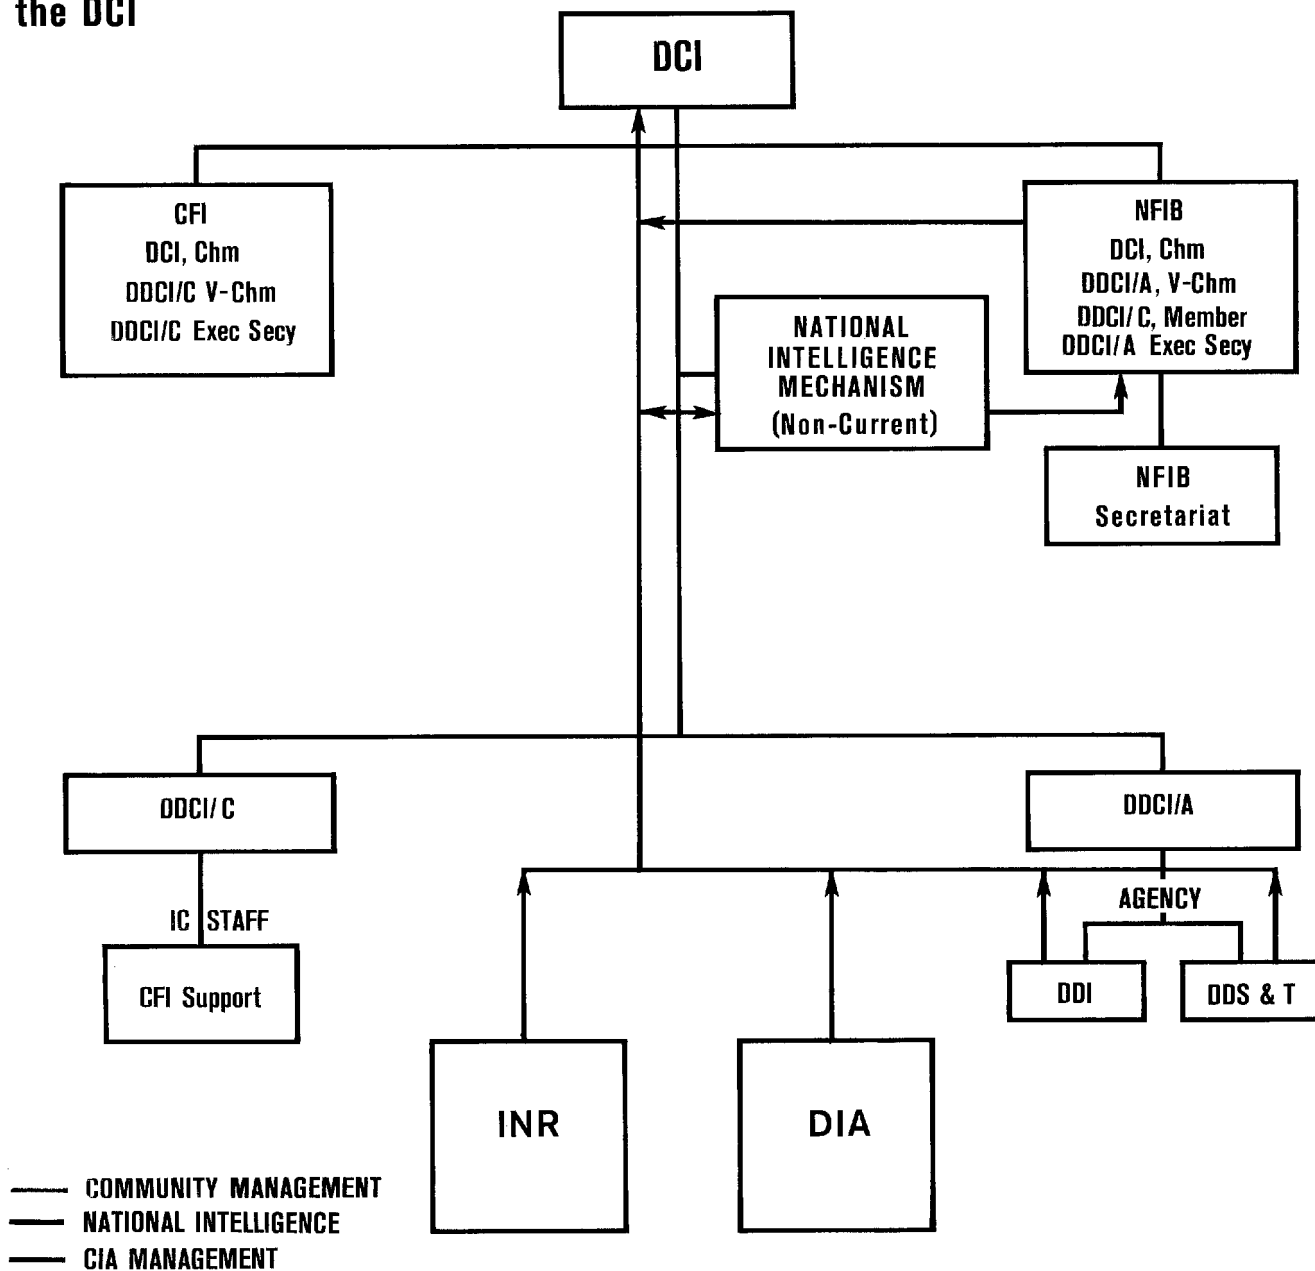 the DCI
DCI
CFI
DCI, Chm
DDCI/C V-Chm
DDCI/C Exec Secy
NFIB
DCI, Chm
DDCI/A, V-Chm
DDCI/C, Member
DDCI/A Exec Secy
NATIONAL
INTELLIGENCE
MECHANISM
(Non-Current)
NFIB
Secretariat
DDCI/C
DDCI/A
IC STAFF
AGENCY
CFI Support
DDI
DDS & T
INR
DIA
COMMUNITY MANAGEMENT
NATIONAL INTELLIGENCE
CIA MANAGEMENT